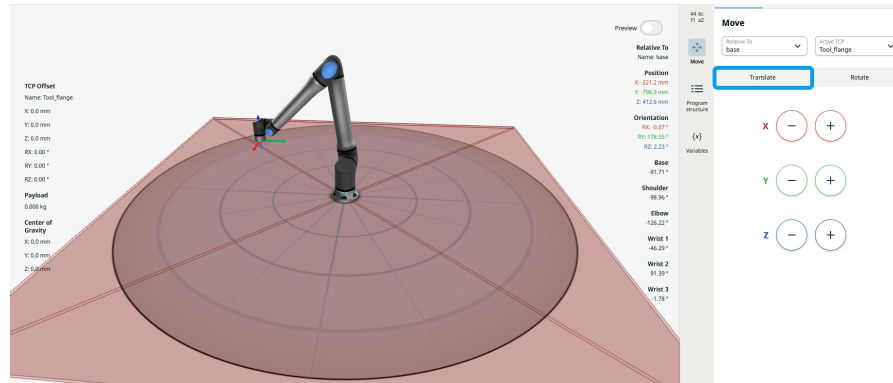 TCP Offset
Name: Tool_flange
X: 0.0 mm
Y: 0.0 mm
Z: 0.0 mm
RX: 0.00 °
RY: 0.00 °
RZ: 0.00 °
Payload
0.000 kg
Center of
Gravity
X: 0.0 mm
Y: 0.0 mm
Z: 0.0 mm
Preview
Relative To
Name: base
Position
X: -221.2 mm
Y: -796.9 mm
Z: 412.6 mm
Orientation
RX: -0.07 °
RY: 178.55 °
RZ: 2.23 °
Base
-91.71 °
Shoulder
-98.96 °
Elbow
-126.22 °
Wrist 1
-46.29 °
Wrist 2
91.39 °
Wrist 3
-1.78 °
44 6c
f1 a2
Move
Program
structure
{x}
Variables
Move
Relative To
base
Active TCP
Tool_flange
Translate
Rotate
X − +
Y − +
Z − +